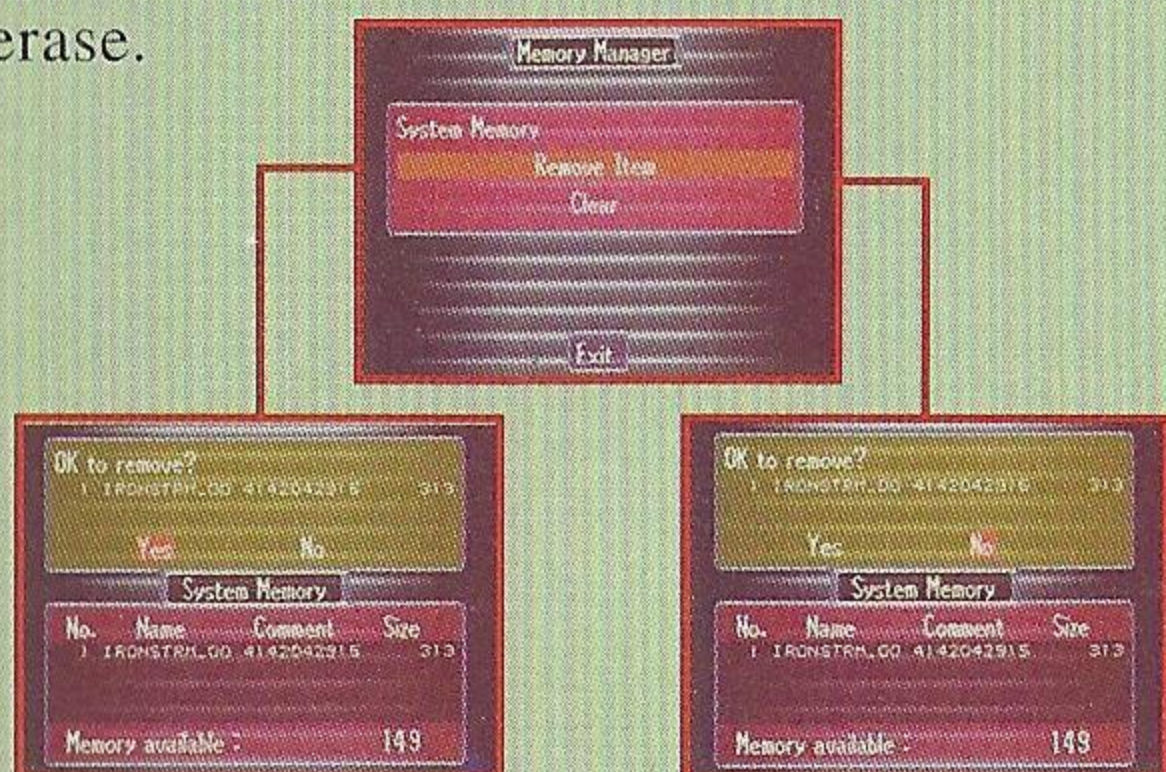 erase.
Memory Manager
System Memory
Remove Item
Clear
Exit
OK to remove?
1 IRONSTRM_00 4142042915 313
Yes No
System Memory
No. Name Comment Size
1 IRONSTRM_00 4142042915 313
Memory available : 149
OK to remove?
1 IRONSTRM_00 4142042915 313
Yes No
System Memory
No. Name Comment Size
1 IRONSTRM_00 4142042915 313
Memory available : 149